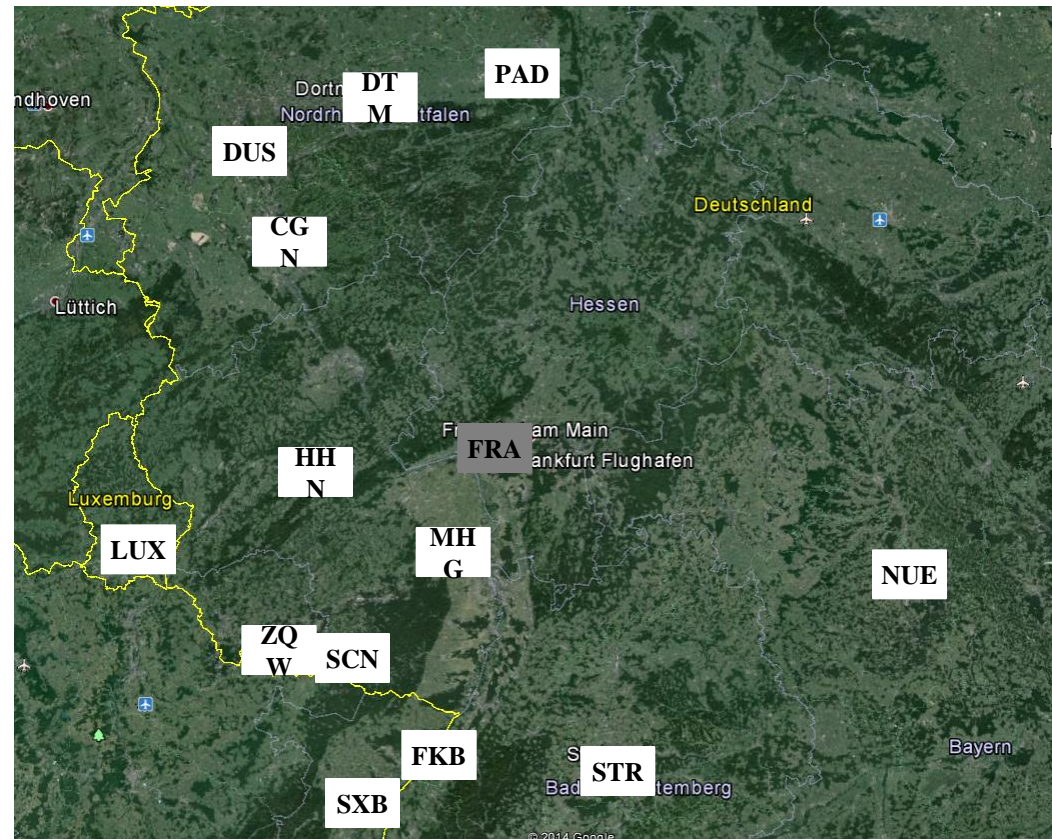 PAD
DT
M
Dortm
ndhoven
Nordrh tfalen
DUS
Deutschland
CG
N
Hessen
Lüttich
Fr am Main
FRA
ankfurt Flughafen
HH
N
Luxemburg
LUX
MH
G
NUE
ZQ
W
SCN
FKB
S
STR
Bayern
Bad temberg
SXB
© 2014 Google